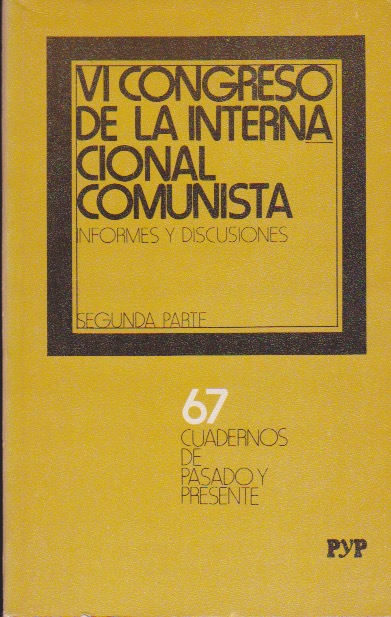 VI CONGRESO
DE LA INTERNA
CIONAL
COMUNISTA
INFORMES Y DISCUSIONES
SEGUNDA PARTE
67
CUADERNOS
DE
PASADO Y
PRESENTE
PYP